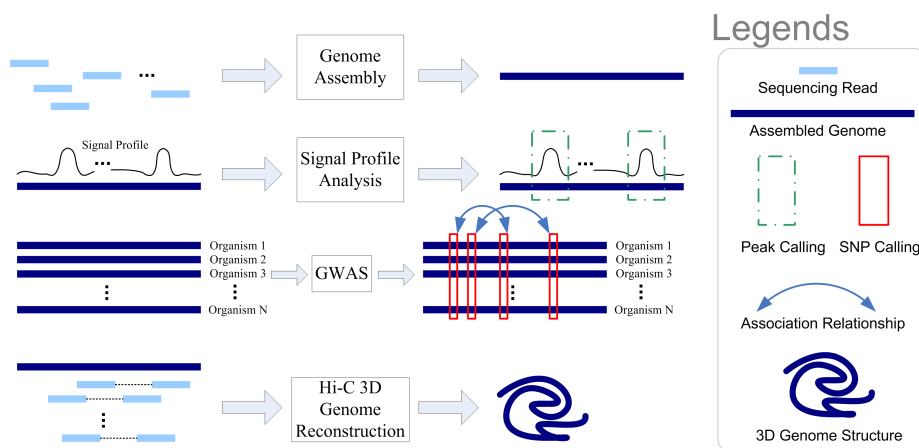 Legends
Genome
Assembly
...
Sequencing Read
Assembled Genome
Signal Profile
...
Signal Profile
Analysis
...
Peak Calling
SNP Calling
Organism 1
Organism 2
Organism 3
Organism N
GWAS
Organism 1
Organism 2
Organism 3
Organism N
Association Relationship
Hi-C 3D
Genome
Reconstruction
3D Genome Structure